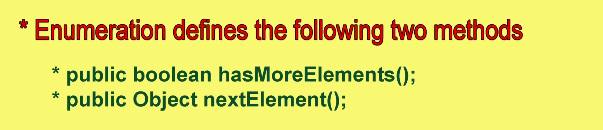 * Enumeration defines the following two methods
* public boolean hasMoreElements();
* public Object nextElement();